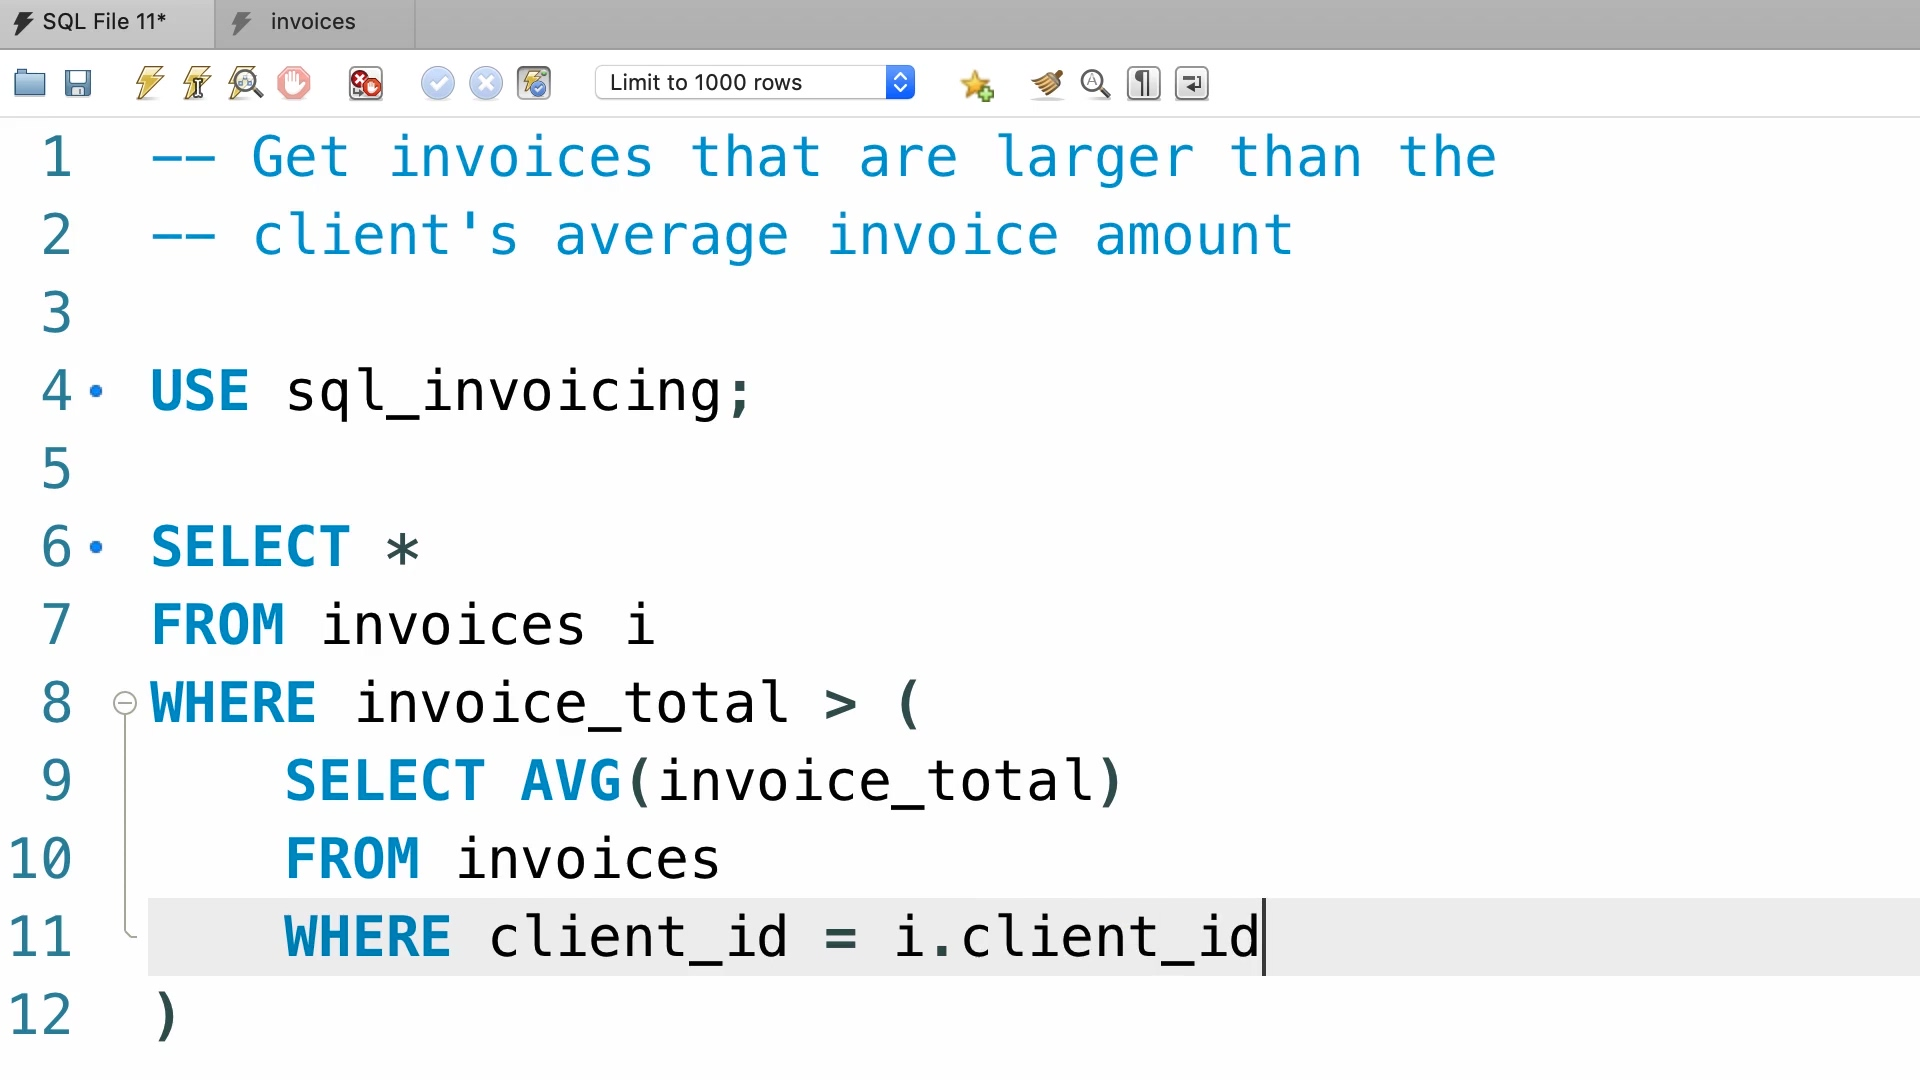 SQL File 11*
invoices
Limit to 1000 rows
1 -- Get invoices that are larger than the
2 -- client's average invoice amount
3
4 USE sql_invoicing;
5
6 SELECT *
7 FROM invoices i
8 WHERE invoice_total > (
9 SELECT AVG(invoice_total)
10 FROM invoices
11 WHERE client_id = i.client_id
12 )